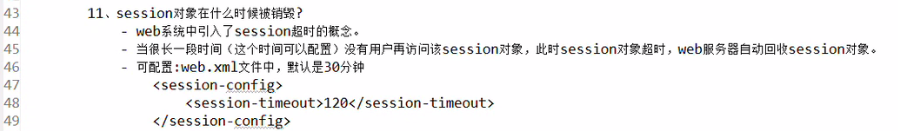 43 11、session对象在什么时候被销毁?
44 - web系统中引入了session超时的概念。
45 - 当很长一段时间（这个时间可以配置）没有用户再访问该session对象，此时session对象超时，web服务器自动回收session对象。
46 - 可配置:web.xml文件中，默认是30分钟
47 <session-config>
48 <session-timeout>120</session-timeout>
49 </session-config>